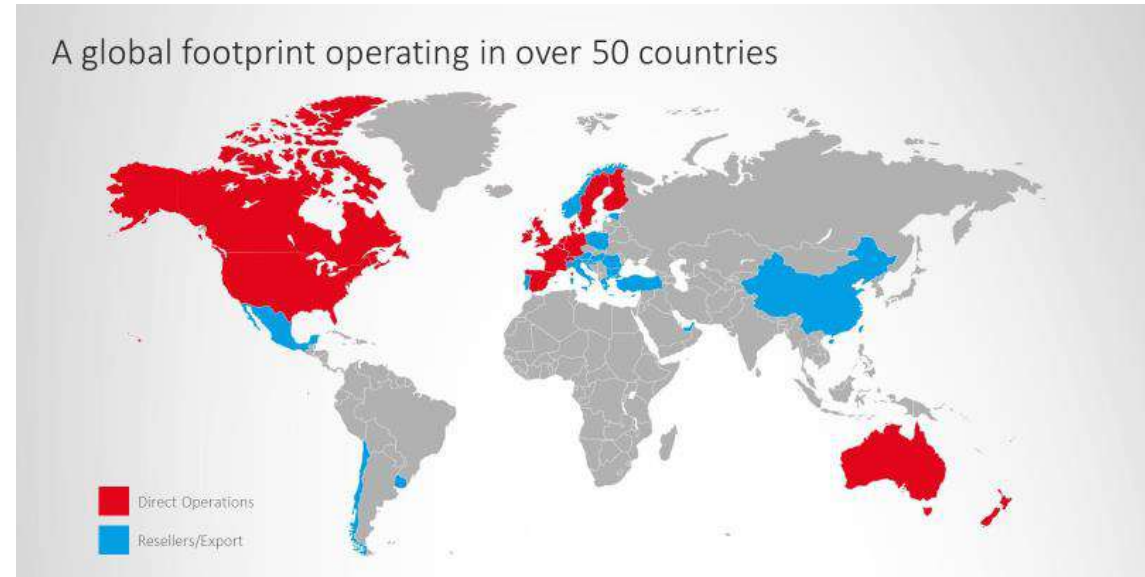 A global footprint operating in over 50 countries
Direct Operations
Resellers/Export